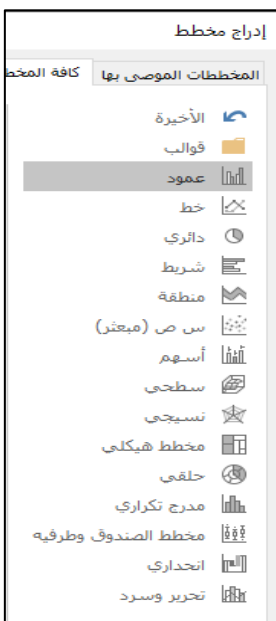 إدراج مخطط
المخططات الموصى بها
كافة المخط
الأخيرة
قوالب
عمود
خط
دائري
شريط
منطقة
س ص (مبعثر)
أسهم
سطحي
نسيجي
مخطط هيكلي
حلقي
مدرج تكراري
مخطط الصندوق وطرفيه
انحداري
تحرير وسرد